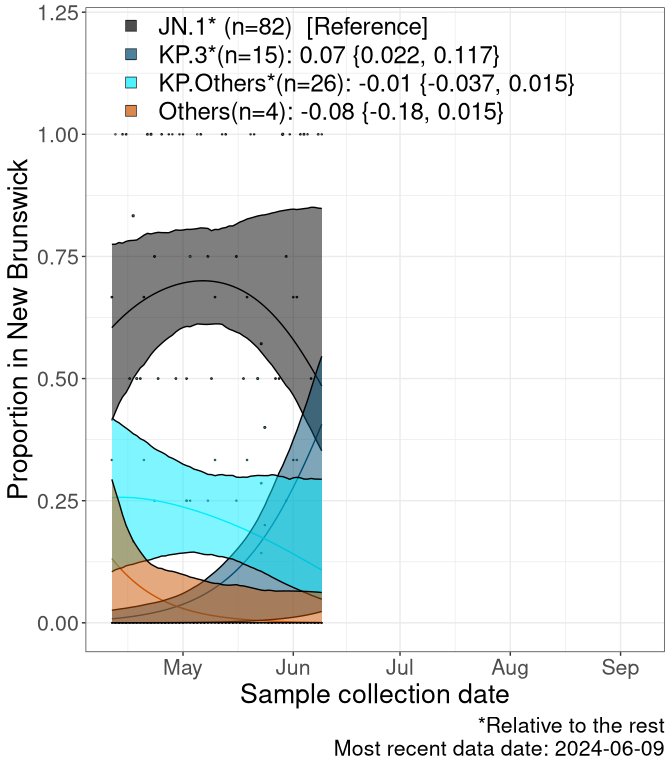 JN.1* (n=82)  [Reference]
KP.3*(n=15): 0.07 {0.022, 0.117}
KP.Others*(n=26): -0.01 {-0.037, 0.015}
Others(n=4): -0.08 {-0.18, 0.015}
Proportion in New Brunswick
1.25
1.00
0.75
0.50
0.25
0.00
May Jun Jul Aug Sep
Sample collection date
*Relative to the rest
Most recent data date: 2024-06-09